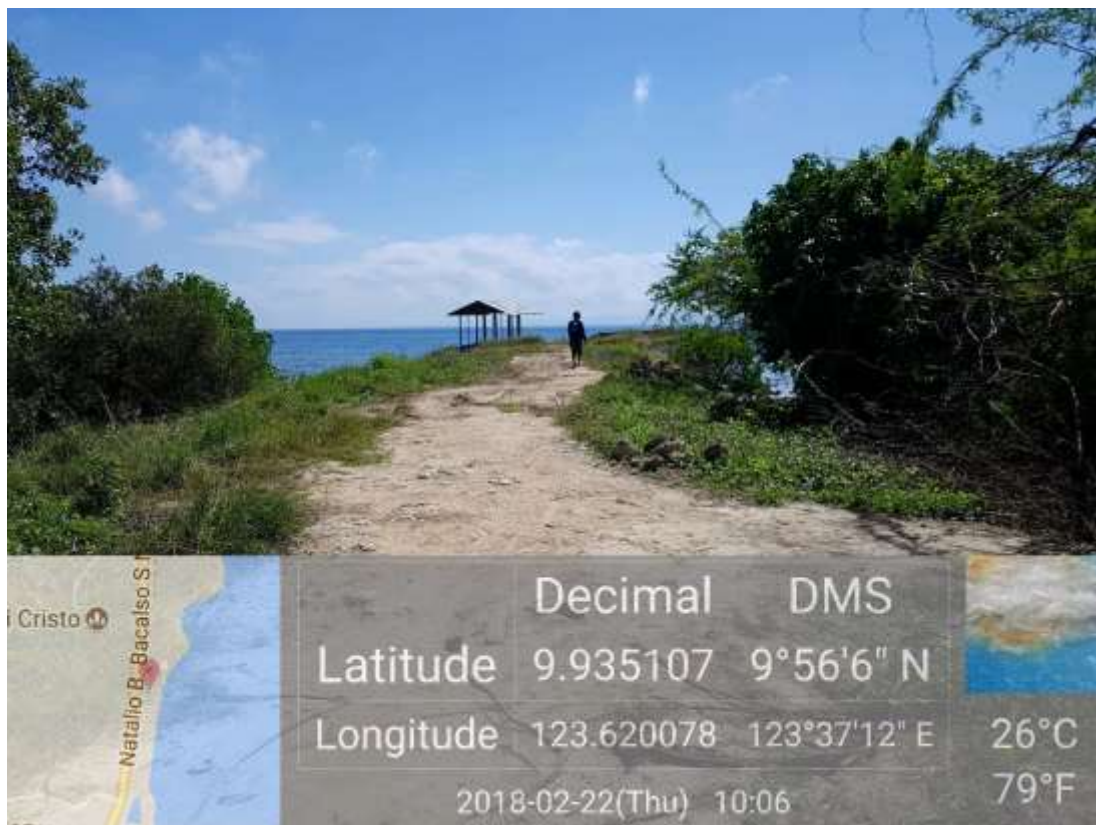 i Cristo
Natalio B. Bacalso S
Decimal DMS
Latitude 9.935107 9°56'6" N
Longitude 123.620078 123°37'12" E
26°C
79°F
2018-02-22(Thu) 10:06